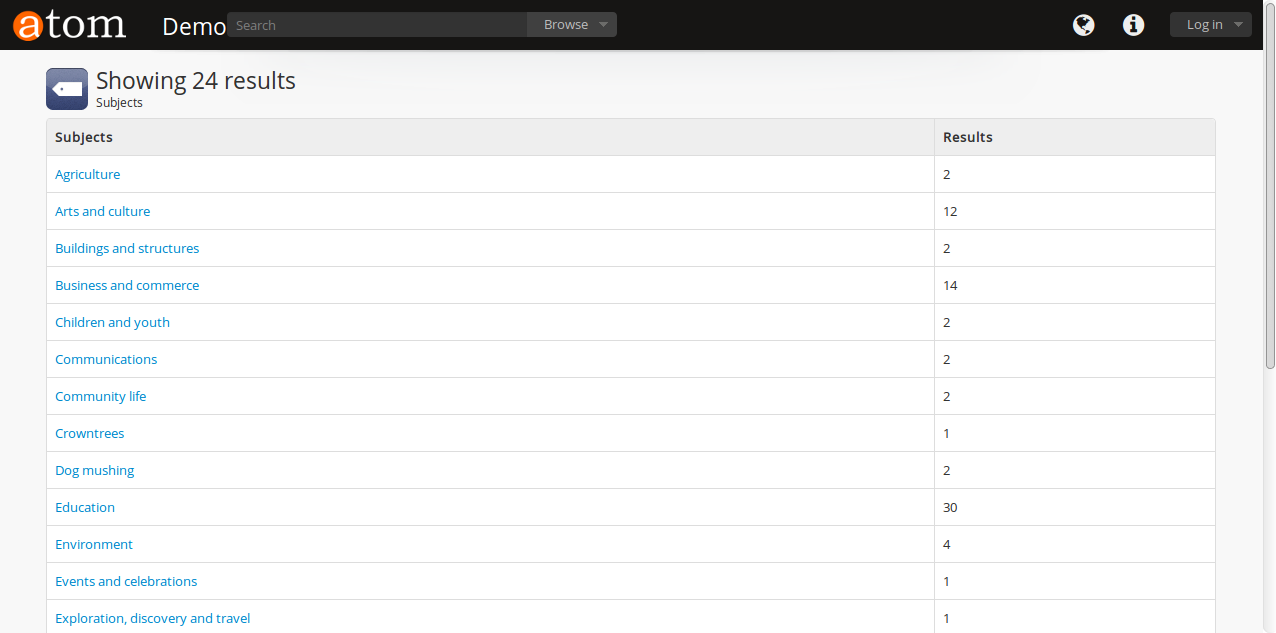 atom Demo Search Browse Log in
Showing 24 results
Subjects
Subjects Results
Agriculture 2
Arts and culture 12
Buildings and structures 2
Business and commerce 14
Children and youth 2
Communications 2
Community life 2
Crowntrees 1
Dog mushing 2
Education 30
Environment 4
Events and celebrations 1
Exploration, discovery and travel 1